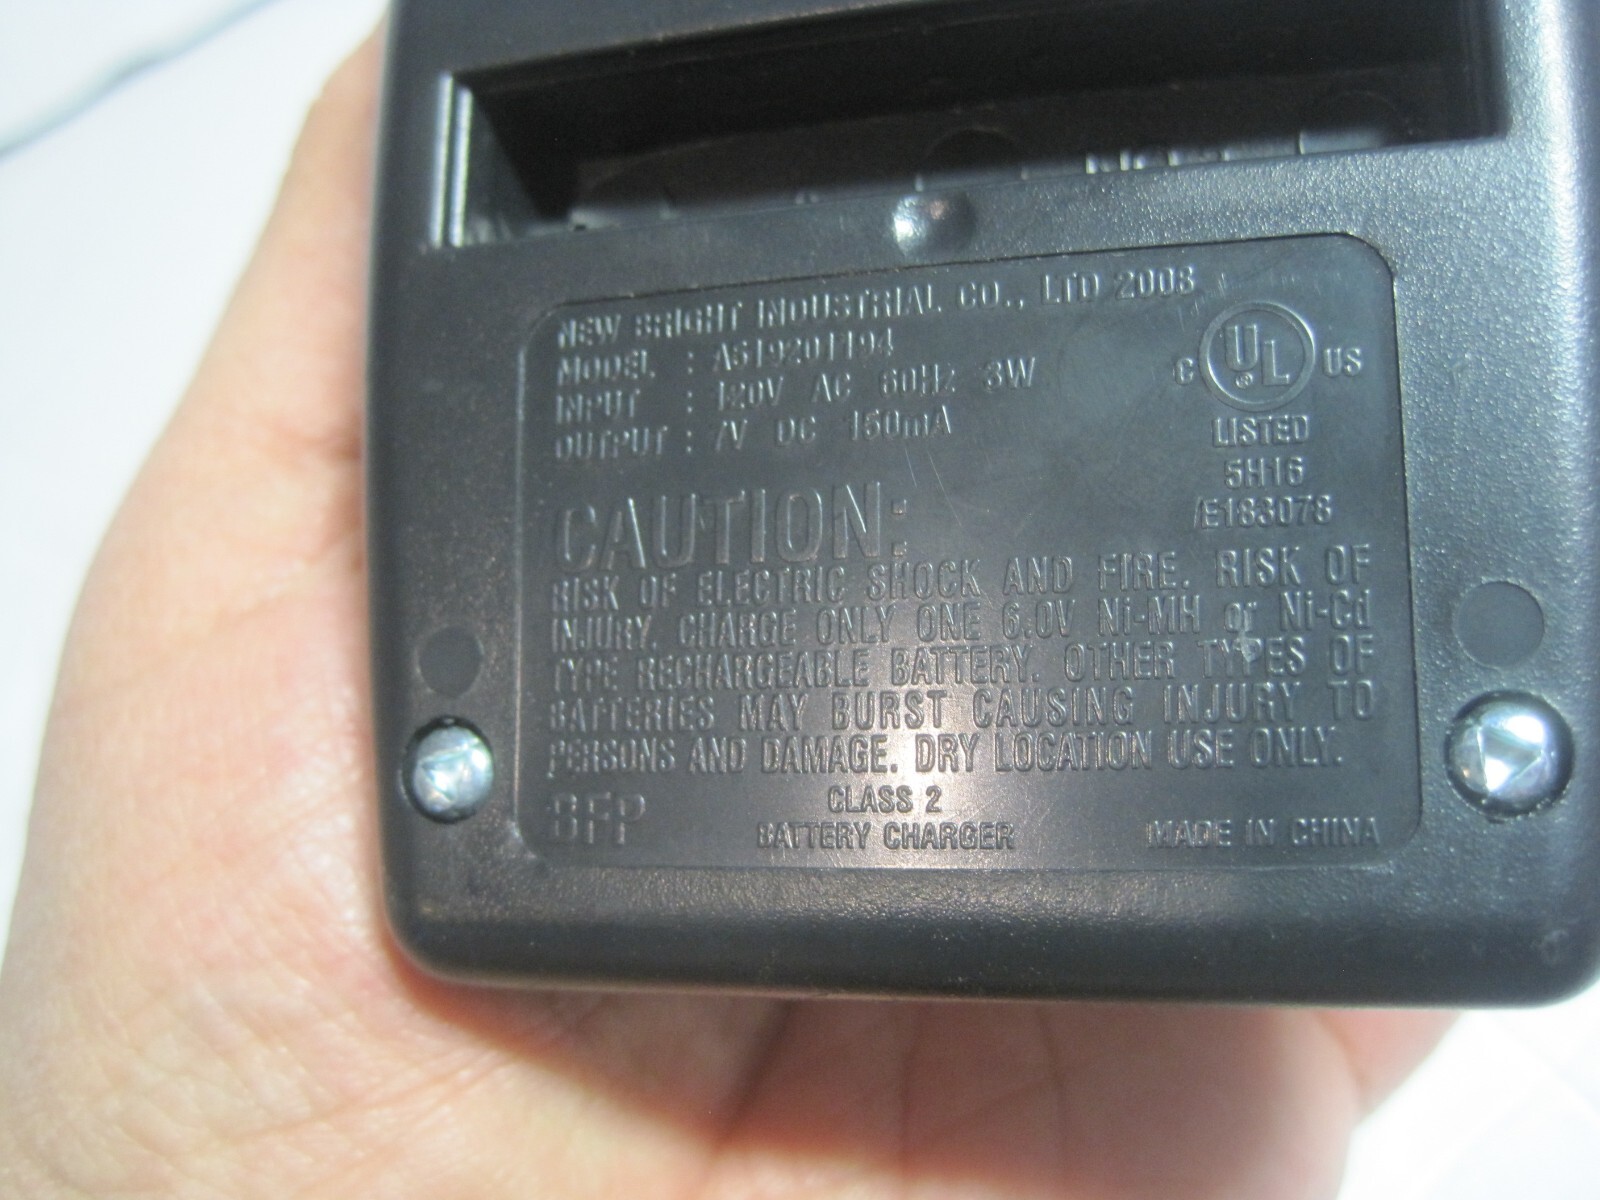 NEW BRIGHT INDUSTRIAL CO., LTD 2008
MODEL : A519201194
INPUT : 120V AC 60Hz 3W
OUTPUT : 7V DC 150mA
C UL US
LISTED
5H16
/E183078
CAUTION:
RISK OF ELECTRIC SHOCK AND FIRE. RISK OF
INJURY. CHARGE ONLY ONE 6.0V Ni-MH or Ni-Cd
TYPE RECHARGEABLE BATTERY. OTHER TYPES OF
BATTERIES MAY BURST CAUSING INJURY TO
PERSONS AND DAMAGE. DRY LOCATION USE ONLY.
CLASS 2
BATTERY CHARGER
MADE IN CHINA